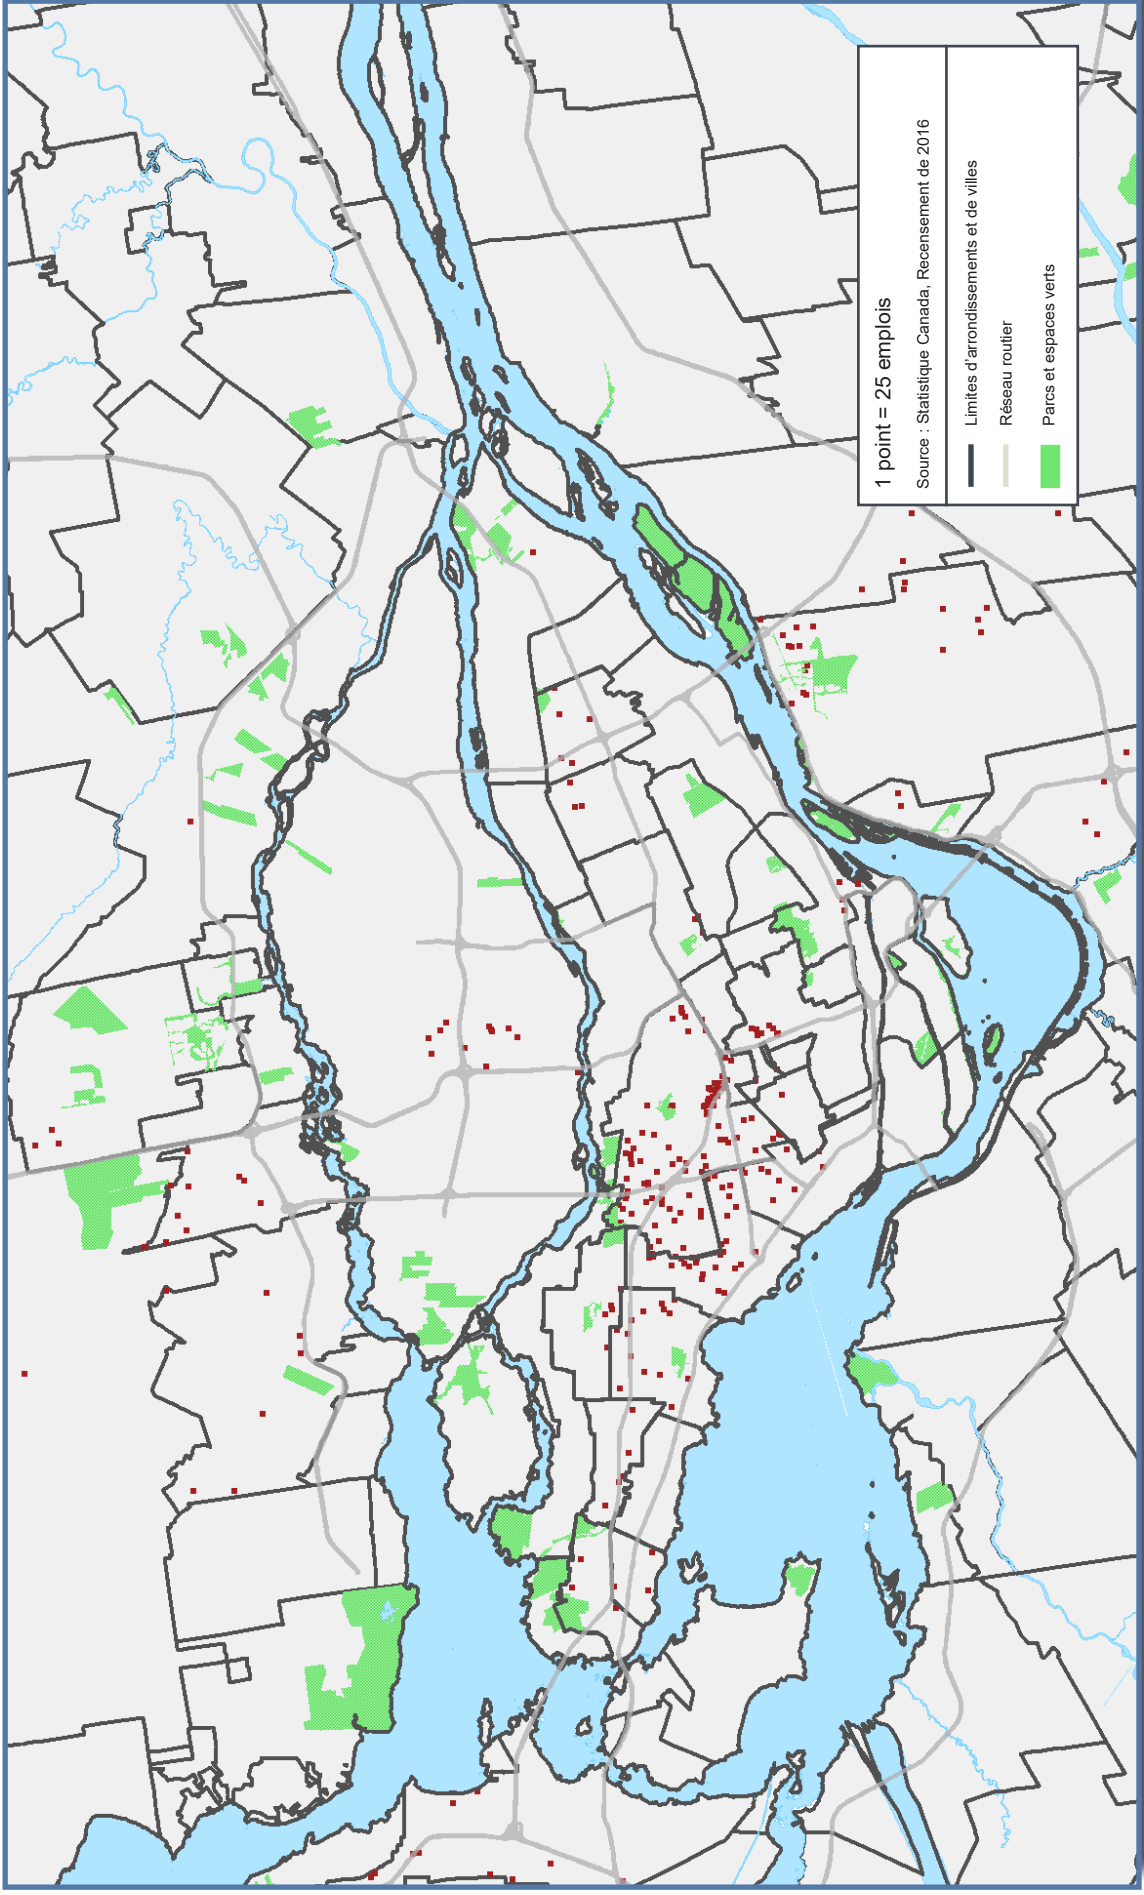 1 point = 25 emplois
Source : Statistique Canada, Recensement de 2016
Limites d'arrondissements et de villes
Réseau routier
Parcs et espaces verts